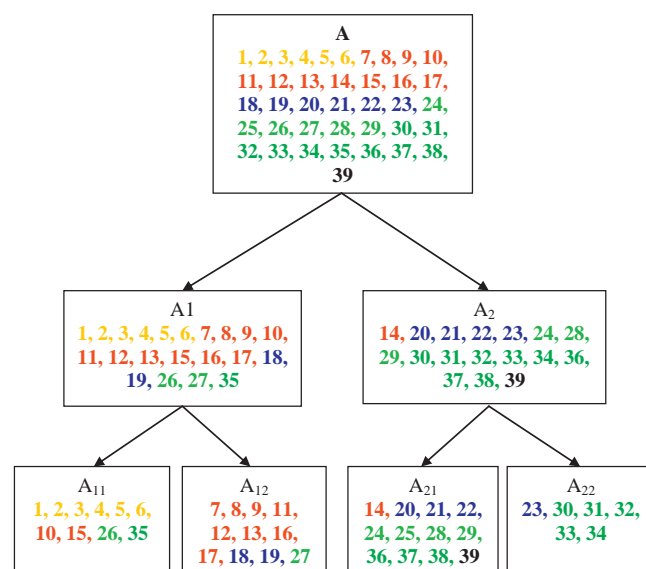 A
1, 2, 3, 4, 5, 6, 7, 8, 9, 10,
11, 12, 13, 14, 15, 16, 17,
18, 19, 20, 21, 22, 23, 24,
25, 26, 27, 28, 29, 30, 31,
32, 33, 34, 35, 36, 37, 38,
39
A1
1, 2, 3, 4, 5, 6, 7, 8, 9, 10,
11, 12, 13, 15, 16, 17, 18,
19, 26, 27, 35
A2
14, 20, 21, 22, 23, 24, 28,
29, 30, 31, 32, 33, 34, 36,
37, 38, 39
A11
1, 2, 3, 4, 5, 6,
10, 15, 26, 35
A12
7, 8, 9, 11,
12, 13, 16,
17, 18, 19, 27
A21
14, 20, 21, 22,
24, 25, 28, 29,
36, 37, 38, 39
A22
23, 30, 31, 32,
33, 34